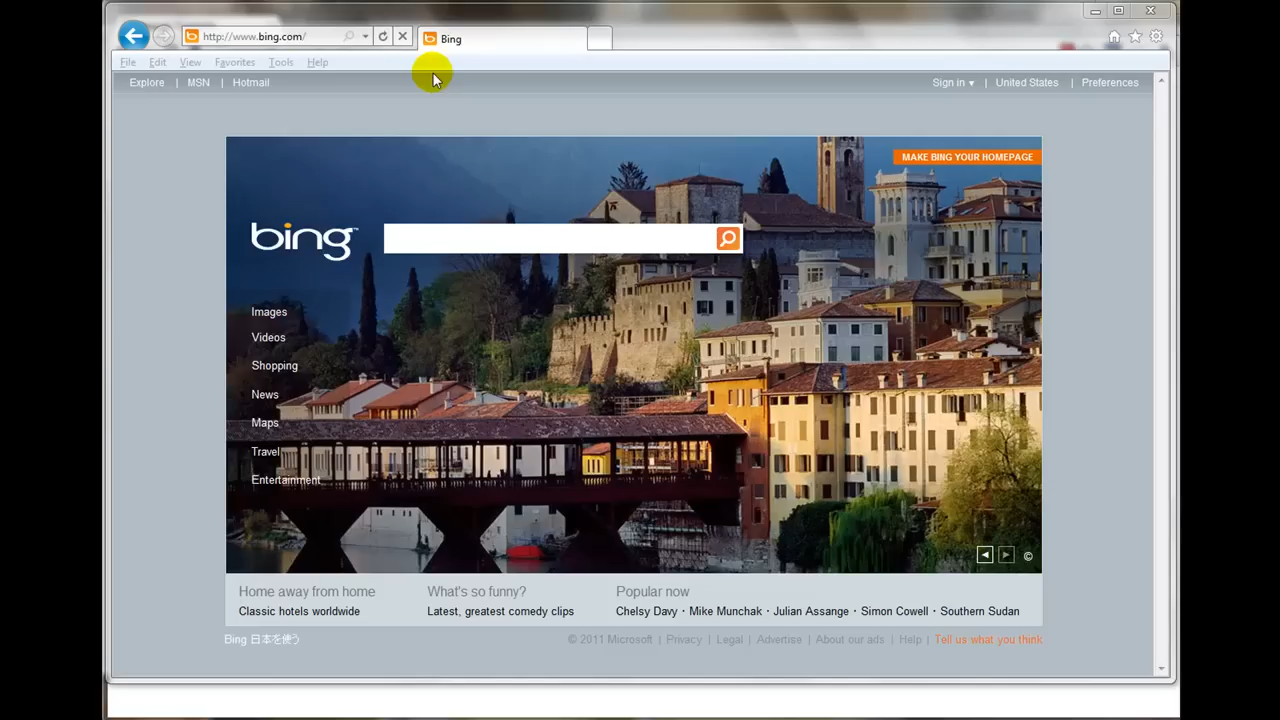 http://www.bing.com/
Bing
File Edit View Favorites Tools Help
Explore | MSN | Hotmail
Sign in ▾ | United States | Preferences
MAKE BING YOUR HOMEPAGE
bing™
Images
Videos
Shopping
News
Maps
Travel
Entertainment
©
Home away from home
Classic hotels worldwide
What's so funny?
Latest, greatest comedy clips
Popular now
Chelsy Davy · Mike Munchak · Julian Assange · Simon Cowell · Southern Sudan
Bing 日本を使う
© 2011 Microsoft | Privacy | Legal | Advertise | About our ads | Help | Tell us what you think